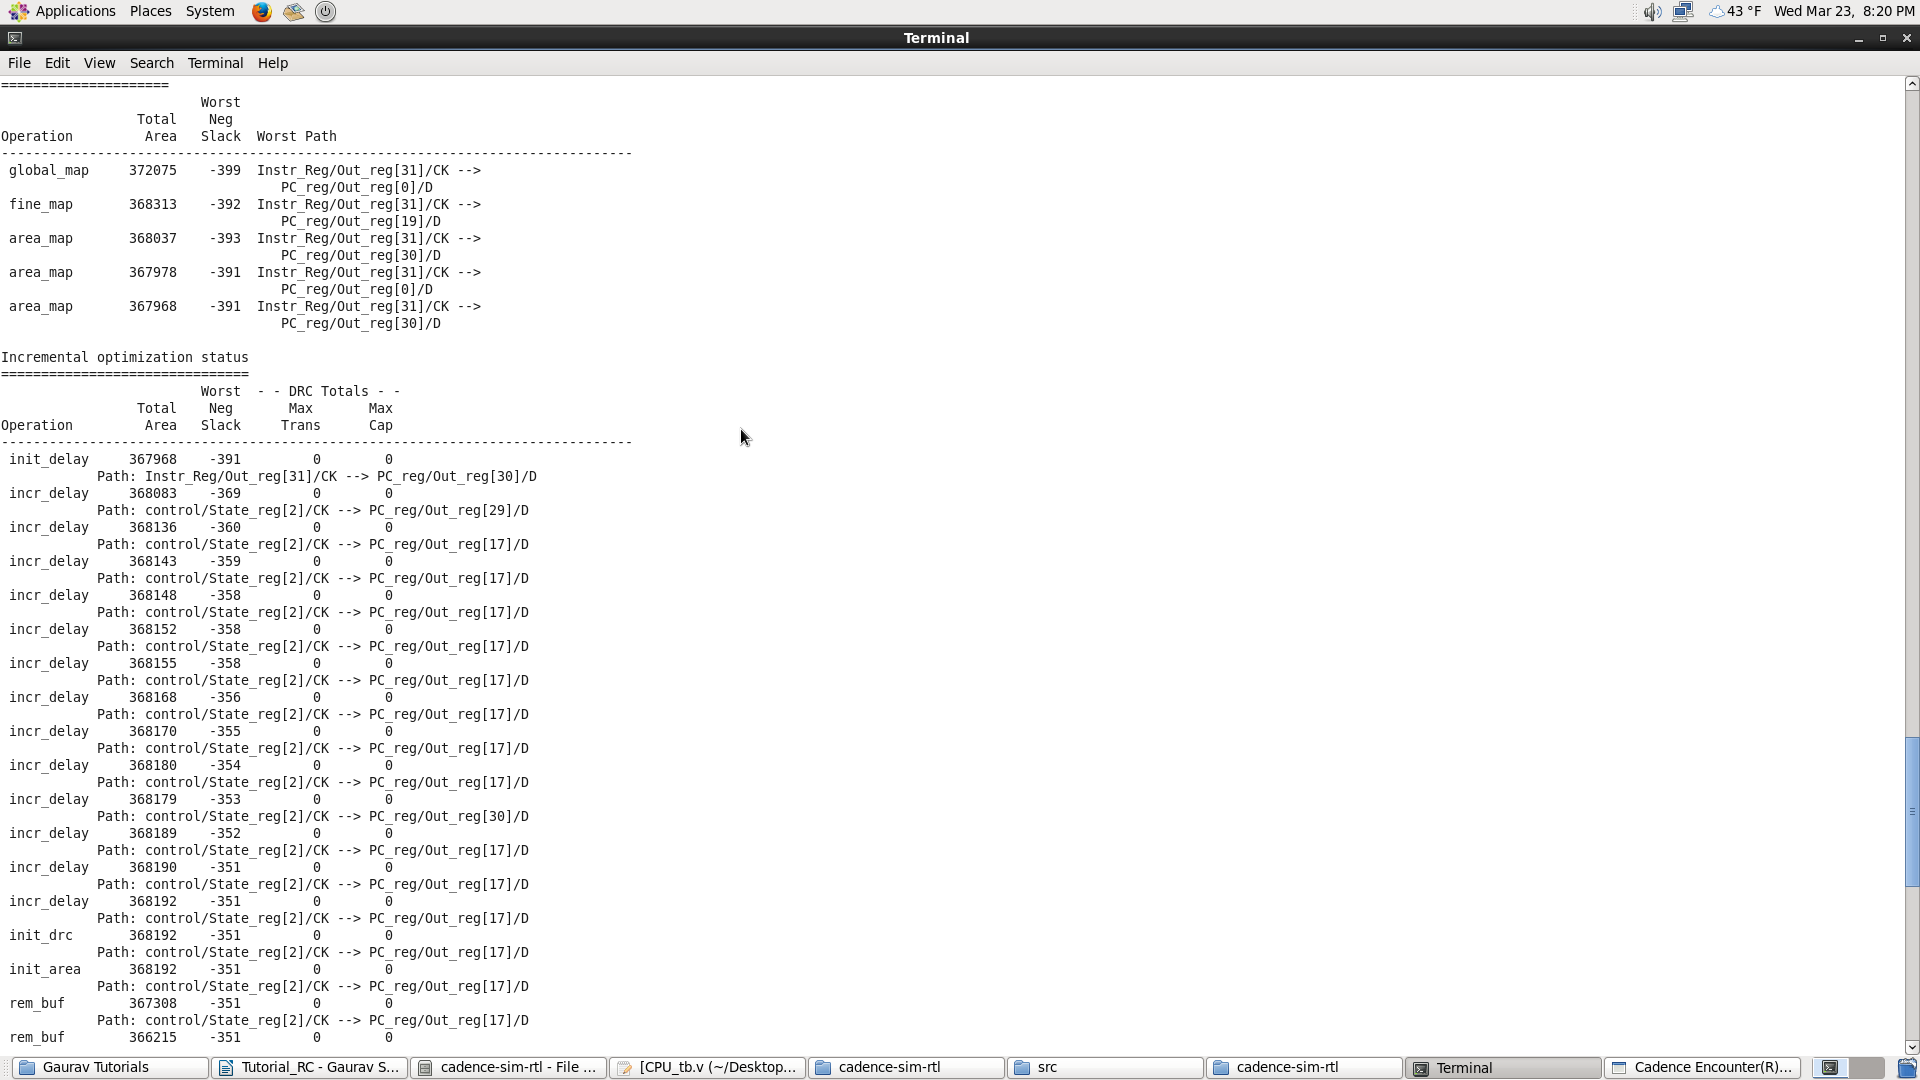 Applications Places System 43 °F Wed Mar 23, 8:20 PM
Terminal
File Edit View Search Terminal Help
=====================
Worst
Total Neg
Operation Area Slack Worst Path
-------------------------------------------------------------------------------
global_map 372075 -399 Instr_Reg/Out_reg[31]/CK -->
PC_reg/Out_reg[0]/D
fine_map 368313 -392 Instr_Reg/Out_reg[31]/CK -->
PC_reg/Out_reg[19]/D
area_map 368037 -393 Instr_Reg/Out_reg[31]/CK -->
PC_reg/Out_reg[30]/D
area_map 367978 -391 Instr_Reg/Out_reg[31]/CK -->
PC_reg/Out_reg[0]/D
area_map 367968 -391 Instr_Reg/Out_reg[31]/CK -->
PC_reg/Out_reg[30]/D
Incremental optimization status
===============================
Worst - - DRC Totals - -
Total Neg Max Max
Operation Area Slack Trans Cap
-------------------------------------------------------------------------------
init_delay 367968 -391 0 0
Path: Instr_Reg/Out_reg[31]/CK --> PC_reg/Out_reg[30]/D
incr_delay 368083 -369 0 0
Path: control/State_reg[2]/CK --> PC_reg/Out_reg[29]/D
incr_delay 368136 -360 0 0
Path: control/State_reg[2]/CK --> PC_reg/Out_reg[17]/D
incr_delay 368143 -359 0 0
Path: control/State_reg[2]/CK --> PC_reg/Out_reg[17]/D
incr_delay 368148 -358 0 0
Path: control/State_reg[2]/CK --> PC_reg/Out_reg[17]/D
incr_delay 368152 -358 0 0
Path: control/State_reg[2]/CK --> PC_reg/Out_reg[17]/D
incr_delay 368155 -358 0 0
Path: control/State_reg[2]/CK --> PC_reg/Out_reg[17]/D
incr_delay 368168 -356 0 0
Path: control/State_reg[2]/CK --> PC_reg/Out_reg[17]/D
incr_delay 368170 -355 0 0
Path: control/State_reg[2]/CK --> PC_reg/Out_reg[17]/D
incr_delay 368180 -354 0 0
Path: control/State_reg[2]/CK --> PC_reg/Out_reg[17]/D
incr_delay 368179 -353 0 0
Path: control/State_reg[2]/CK --> PC_reg/Out_reg[30]/D
incr_delay 368189 -352 0 0
Path: control/State_reg[2]/CK --> PC_reg/Out_reg[17]/D
incr_delay 368190 -351 0 0
Path: control/State_reg[2]/CK --> PC_reg/Out_reg[17]/D
incr_delay 368192 -351 0 0
Path: control/State_reg[2]/CK --> PC_reg/Out_reg[17]/D
init_drc 368192 -351 0 0
Path: control/State_reg[2]/CK --> PC_reg/Out_reg[17]/D
init_area 368192 -351 0 0
Path: control/State_reg[2]/CK --> PC_reg/Out_reg[17]/D
rem_buf 367308 -351 0 0
Path: control/State_reg[2]/CK --> PC_reg/Out_reg[17]/D
rem_buf 366215 -351 0 0
Gaurav Tutorials Tutorial_RC - Gaurav S... cadence-sim-rtl - File ... [CPU_tb.v (~/Desktop... cadence-sim-rtl src cadence-sim-rtl Terminal Cadence Encounter(R)...